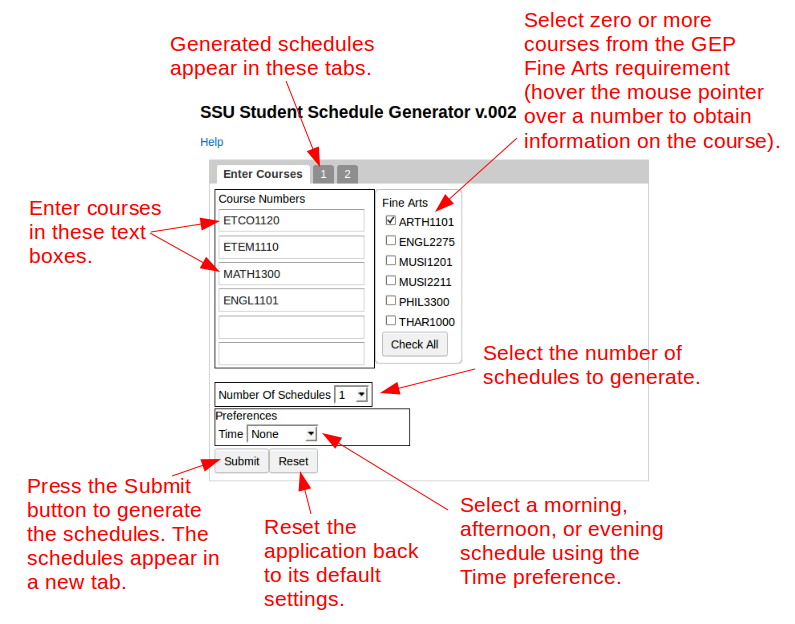 Generated schedules
appear in these tabs.
Select zero or more
courses from the GEP
Fine Arts requirement
(hover the mouse pointer
over a number to obtain
information on the course).
SSU Student Schedule Generator v.002
Help
Enter Courses
1
2
Enter courses
in these text
boxes.
Course Numbers
ETCO1120
ETEM1110
MATH1300
ENGL1101
Fine Arts
ARTH1101
ENGL2275
MUSI1201
MUSI2211
PHIL3300
THAR1000
Check All
Select the number of
schedules to generate.
Number Of Schedules 1
Preferences
Time None
Submit
Reset
Press the Submit
button to generate
the schedules. The
schedules appear in
a new tab.
Reset the
application back
to its default
settings.
Select a morning,
afternoon, or evening
schedule using the
Time preference.